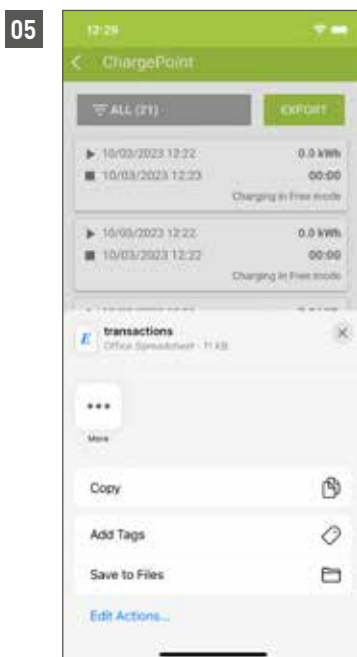 05
12:29
ChargePoint
ALL (21)
EXPORT
10/03/2023 12:22
0.0 kWh
10/03/2023 12:23
00:00
Charging in Free mode
10/03/2023 12:22
0.0 kWh
10/03/2023 12:22
00:00
Charging in Free mode
transactions
Office Spreadsheet · 11 KB
More
Copy
Add Tags
Save to Files
Edit Actions...